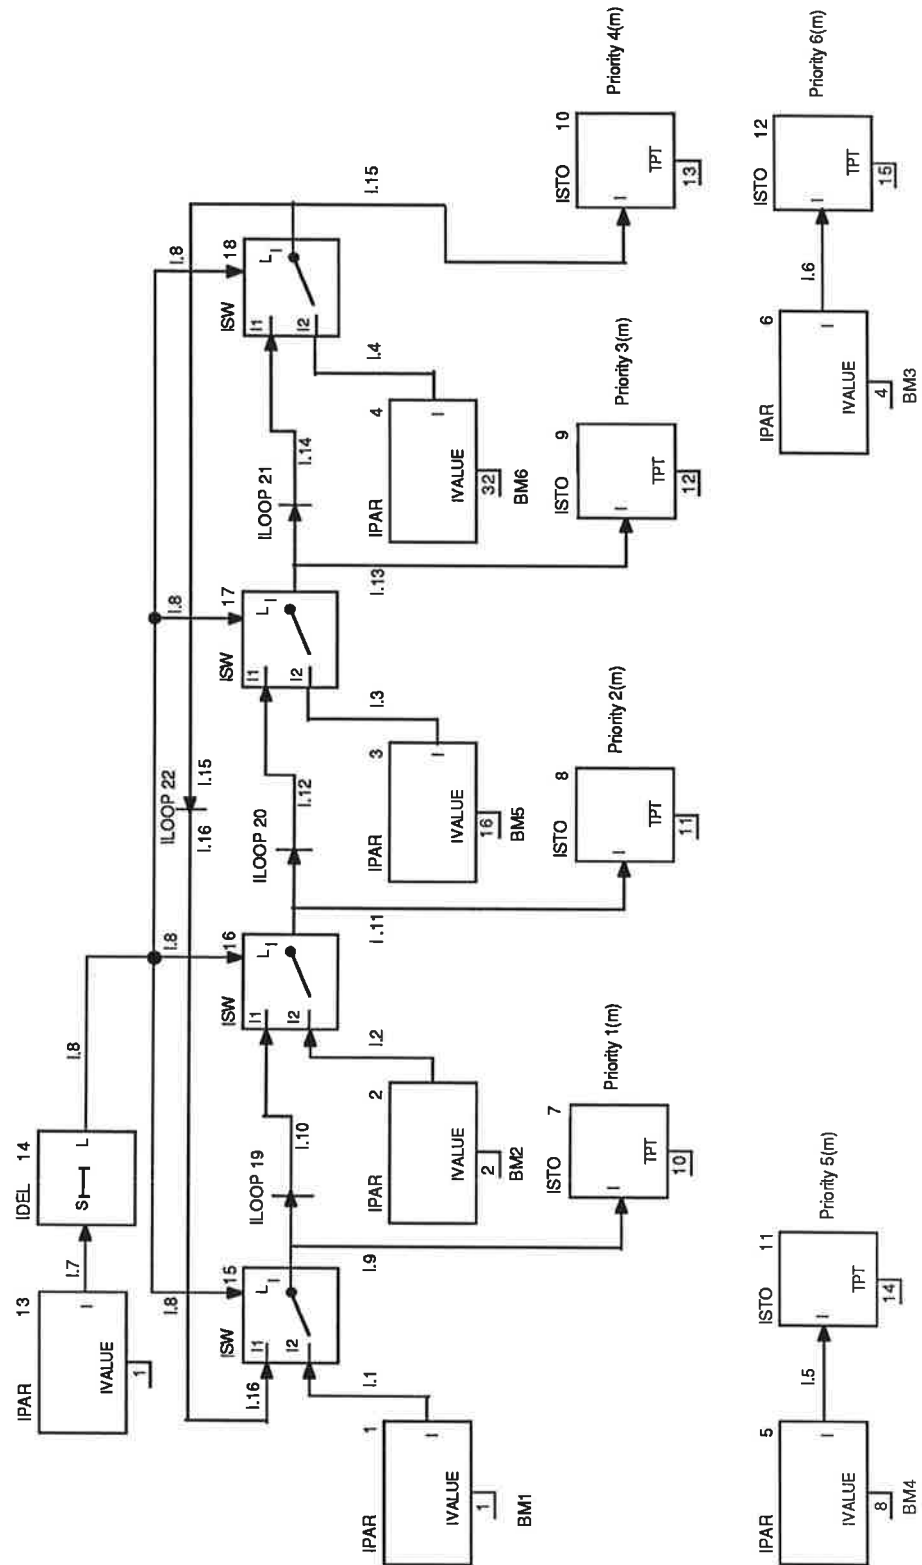 IPAR 13
I
IVALUE
1
I.7
IDEL 14
S L
I.8
I.8
I.8
I.8
I.8
ILOOP 22
I.15
I.16
I.15
I.16
ISW 15
I1
I2
L I
ILOOP 19
I.10
I.9
ISW 16
I1
I2
L I
ILOOP 20
I.12
I.11
ISW 17
I1
I2
L I
ILOOP 21
I.14
I.13
ISW 18
I1
I2
L I
IPAR 1
I
IVALUE
1
BM1
I.1
IPAR 2
IVALUE
2
BM2
I.2
IPAR 3
I
IVALUE
16
BM5
I.3
IPAR 4
I
IVALUE
32
BM6
I.4
ISTO 7
I
TPT
10
Priority 1(m)
ISTO 8
I
TPT
11
Priority 2(m)
ISTO 9
I
TPT
12
Priority 3(m)
ISTO 10
I
TPT
13
Priority 4(m)
IPAR 5
I
IVALUE
8
BM4
I.5
ISTO 11
I
TPT
14
Priority 5(m)
IPAR 6
I
IVALUE
4
BM3
I.6
ISTO 12
I
TPT
15
Priority 6(m)